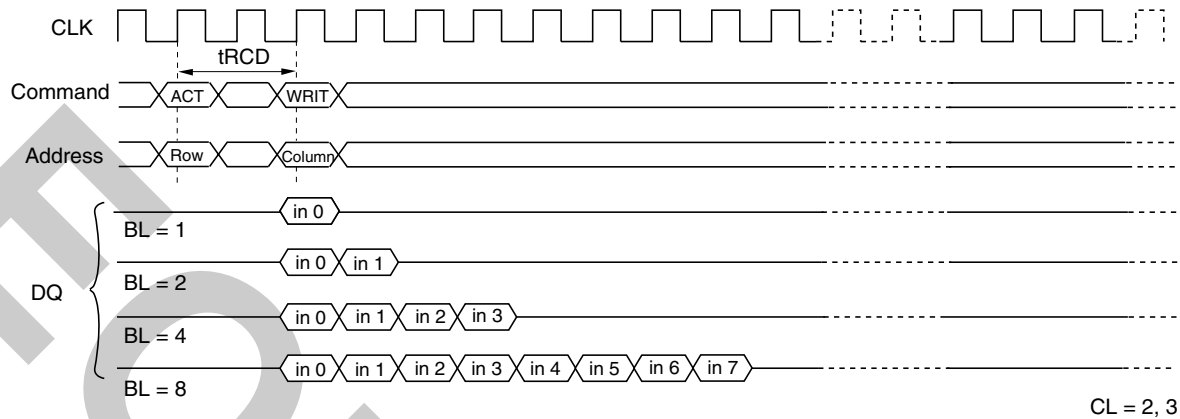 CLK
tRCD
Command ACT WRIT
Address Row Column
in 0
BL = 1
in 0 in 1
BL = 2
DQ
in 0 in 1 in 2 in 3
BL = 4
in 0 in 1 in 2 in 3 in 4 in 5 in 6 in 7
BL = 8
CL = 2, 3